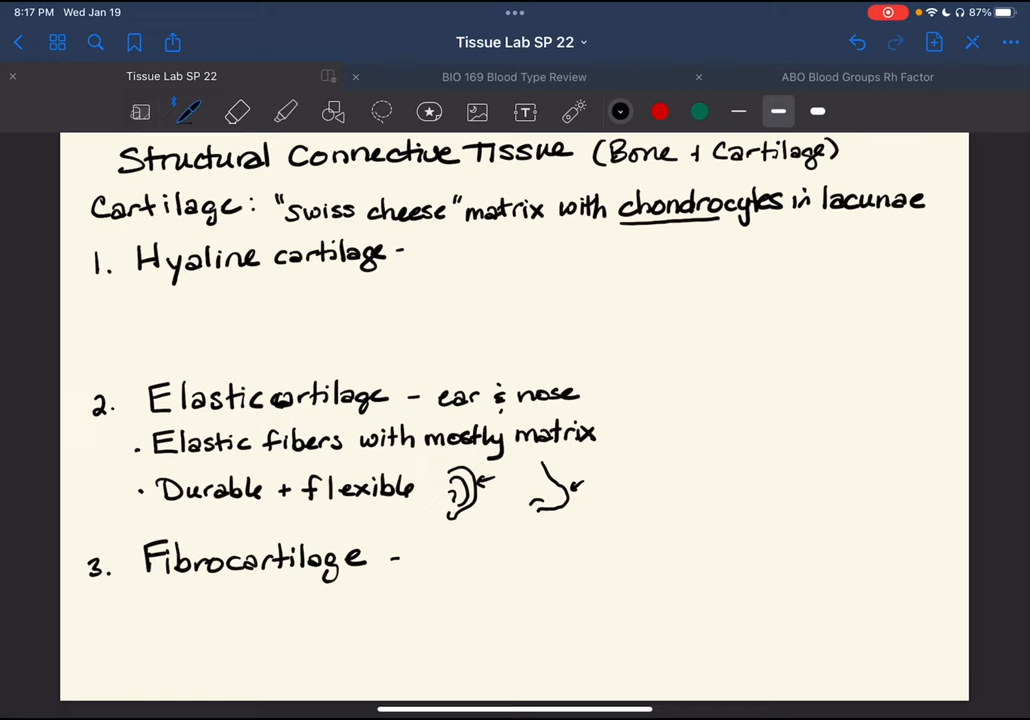 8:17 PM Wed Jan 19
87%
Tissue Lab SP 22
Tissue Lab SP 22
BIO 169 Blood Type Review
ABO Blood Groups Rh Factor
Structural Connective Tissue (Bone + Cartilage)
Cartilage: "swiss cheese" matrix with chondrocytes in lacunae
1. Hyaline cartilage -
2. Elastic cartilage - ear & nose
· Elastic fibers with mostly matrix
· Durable + flexible
3. Fibrocartilage -